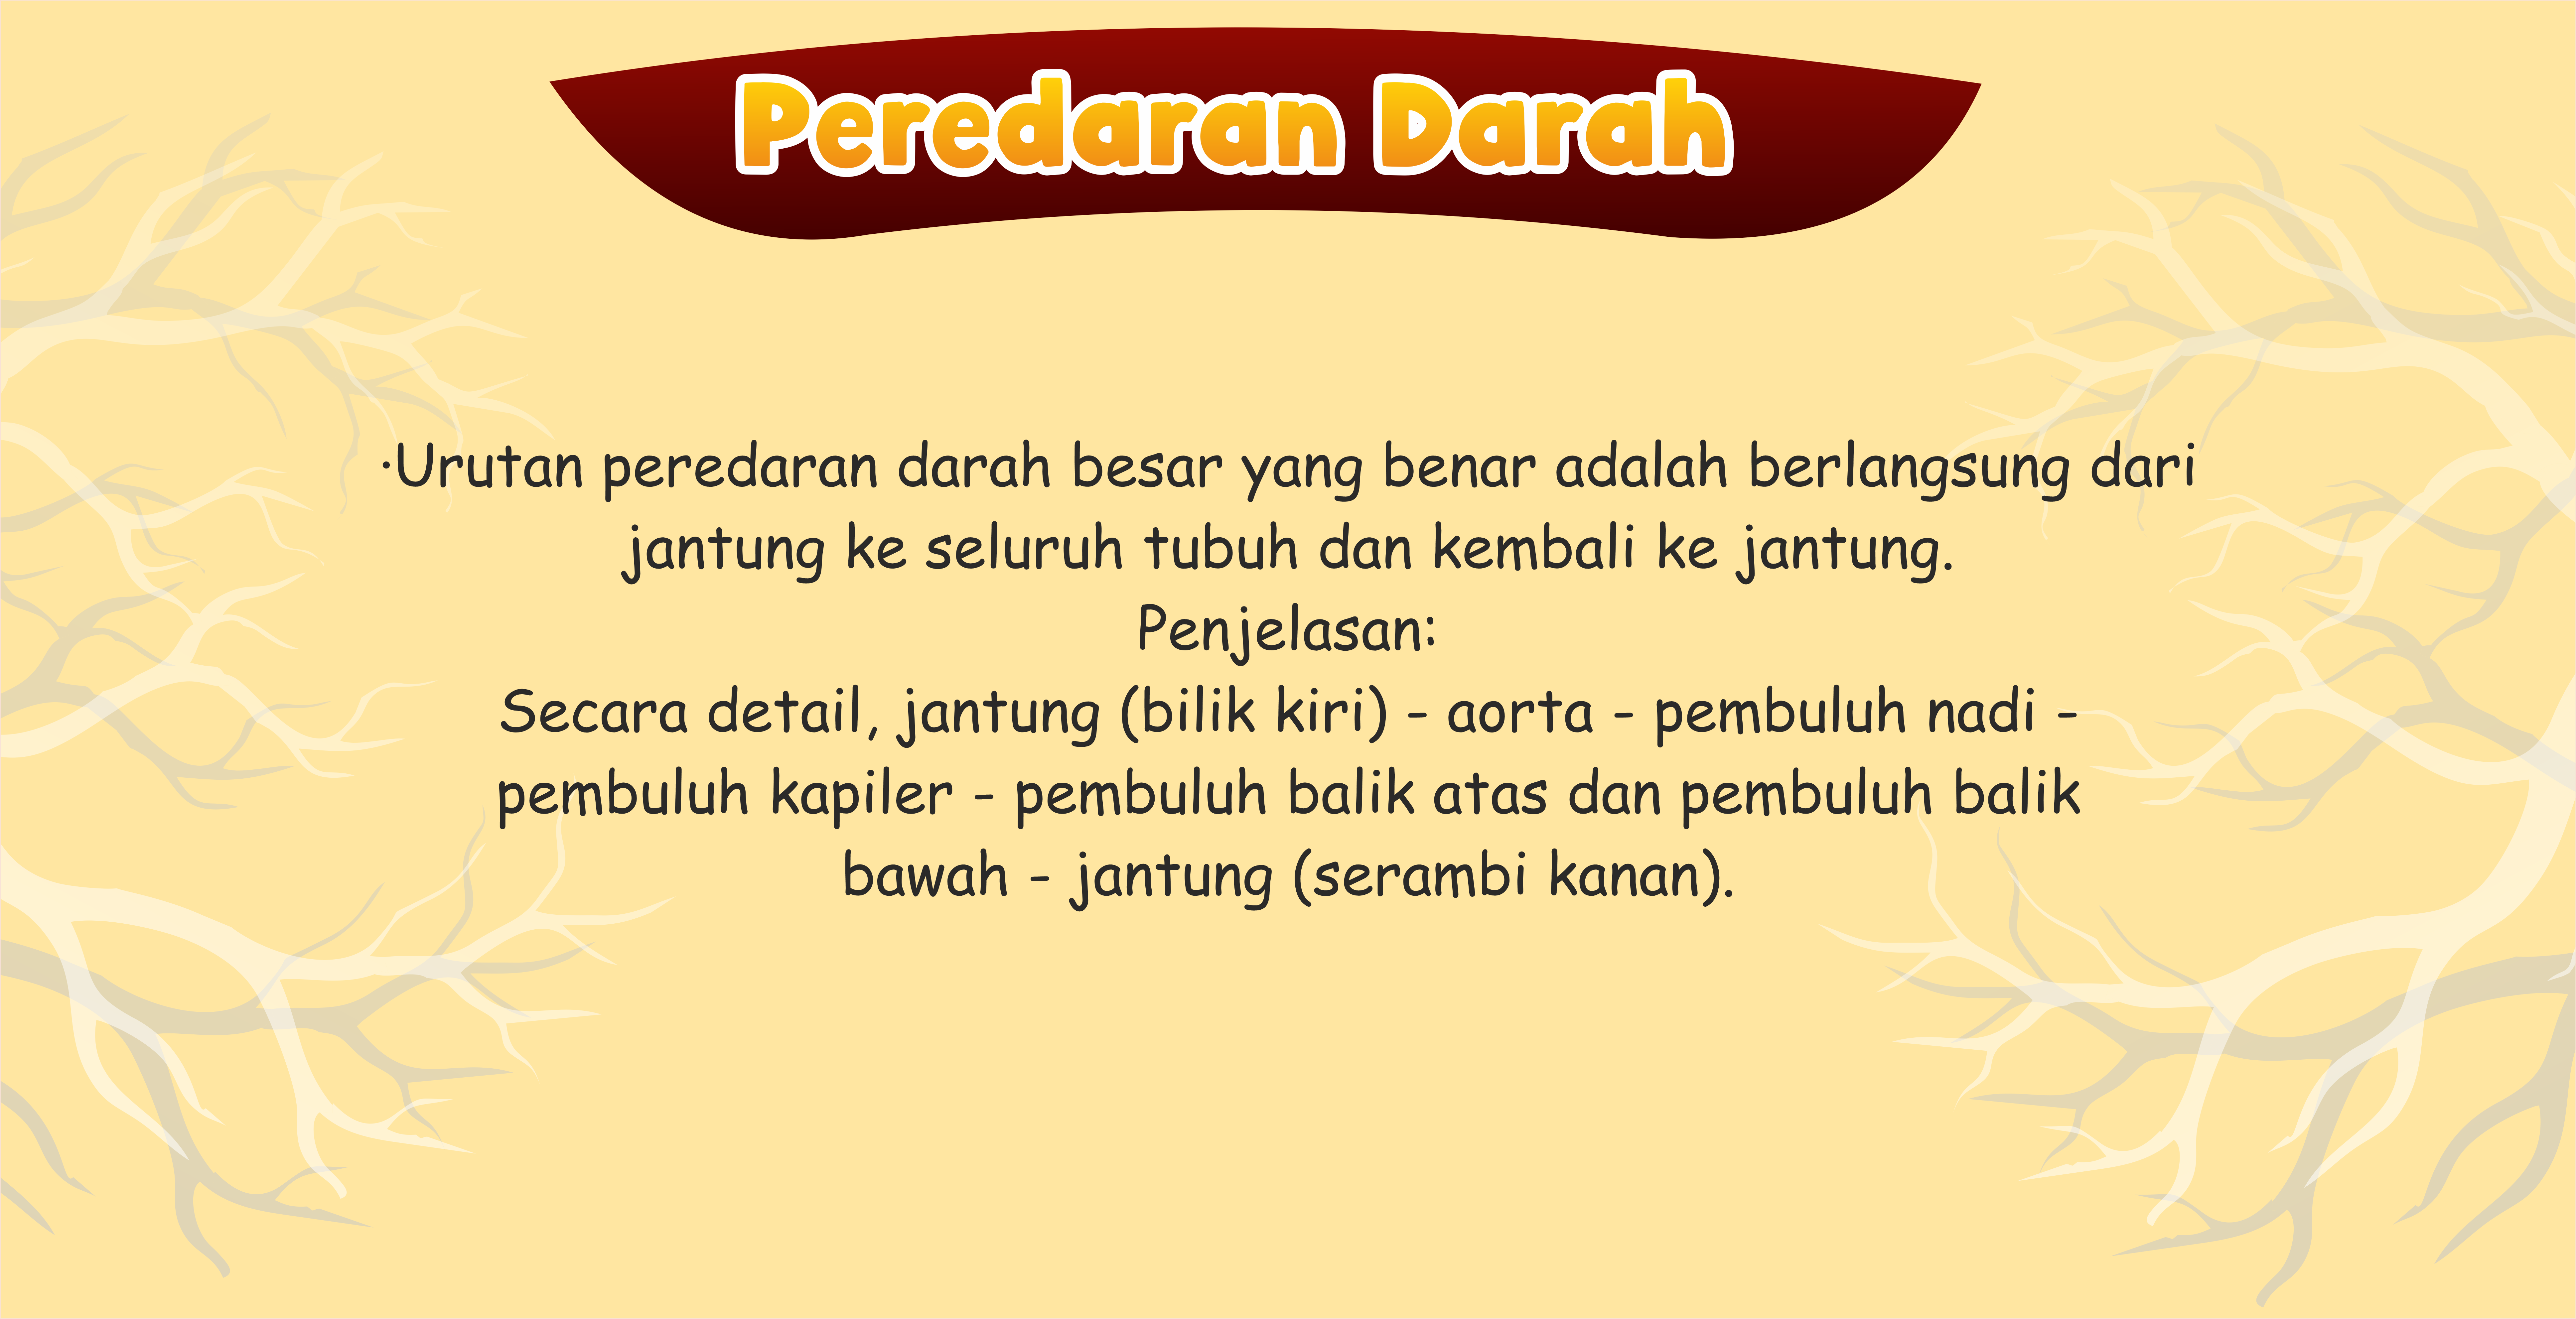 Peredaran Darah
·Urutan peredaran darah besar yang benar adalah berlangsung dari
jantung ke seluruh tubuh dan kembali ke jantung.
Penjelasan:
Secara detail, jantung (bilik kiri) - aorta - pembuluh nadi -
pembuluh kapiler - pembuluh balik atas dan pembuluh balik
bawah - jantung (serambi kanan).